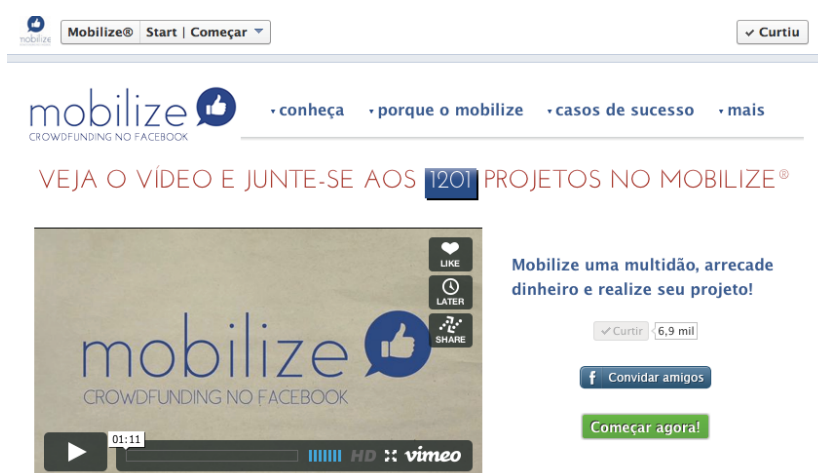 mobilize
Mobilize® Start | Começar
Curtiu
mobilize
CROWDFUNDING NO FACEBOOK
conheça porque o mobilize casos de sucesso mais
VEJA O VÍDEO E JUNTE-SE AOS 1201 PROJETOS NO MOBILIZE®
LIKE
LATER
SHARE
mobilize
CROWDFUNDING NO FACEBOOK
01:11
HD vimeo
Mobilize uma multidão, arrecade
dinheiro e realize seu projeto!
Curtir 6,9 mil
f Convidar amigos
Começar agora!